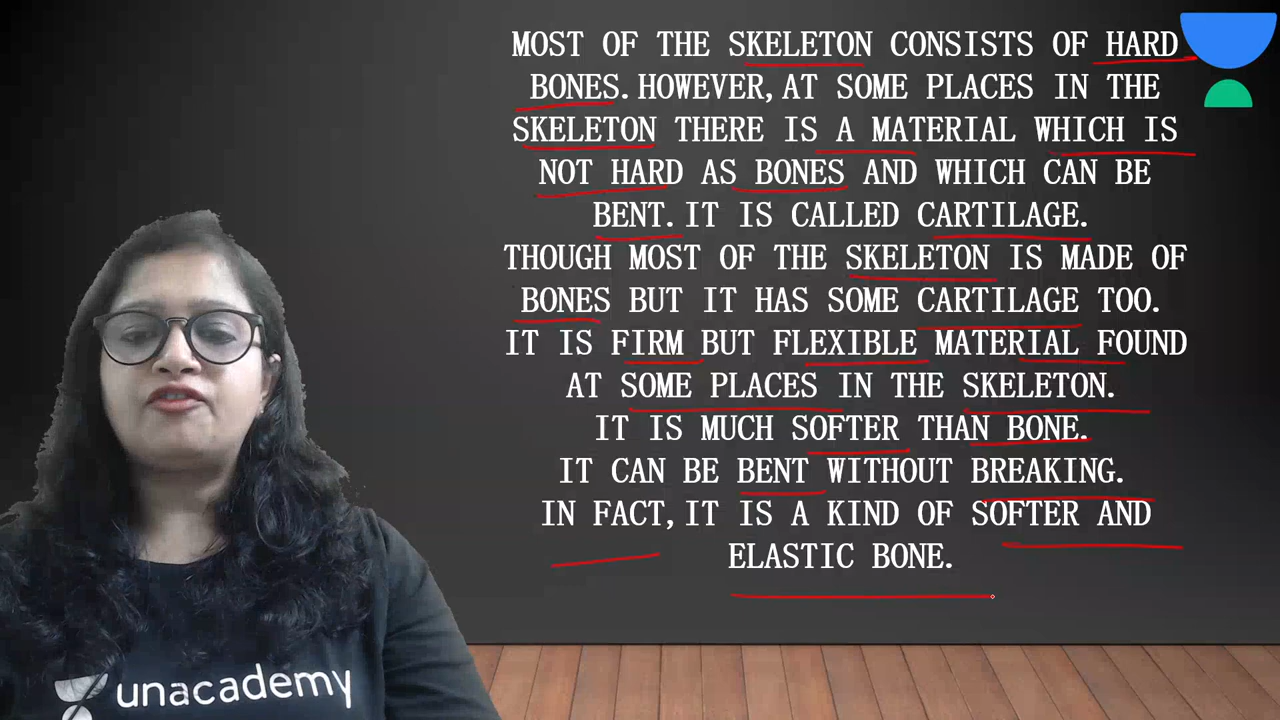 MOST OF THE SKELETON CONSISTS OF HARD
BONES. HOWEVER, AT SOME PLACES IN THE
SKELETON THERE IS A MATERIAL WHICH IS
NOT HARD AS BONES AND WHICH CAN BE
BENT. IT IS CALLED CARTILAGE.
THOUGH MOST OF THE SKELETON IS MADE OF
BONES BUT IT HAS SOME CARTILAGE TOO.
IT IS FIRM BUT FLEXIBLE MATERIAL FOUND
AT SOME PLACES IN THE SKELETON.
IT IS MUCH SOFTER THAN BONE.
IT CAN BE BENT WITHOUT BREAKING.
IN FACT, IT IS A KIND OF SOFTER AND
ELASTIC BONE.
unacademy